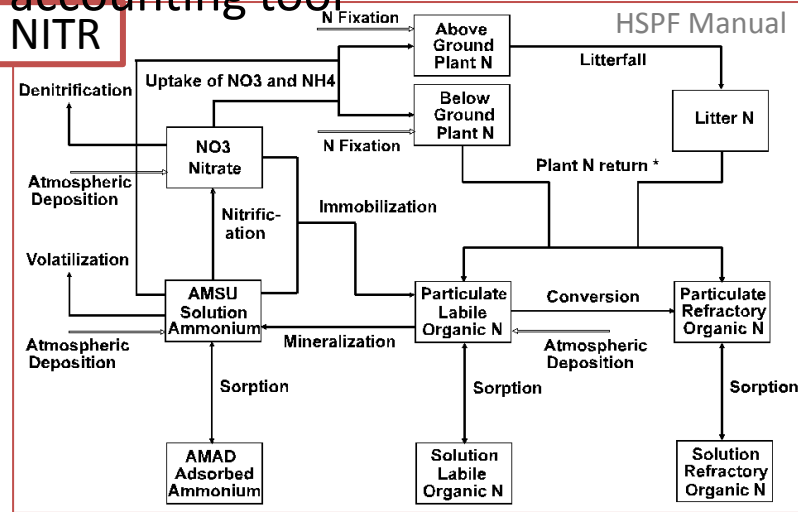 accounting tool
NITR
HSPF Manual
N Fixation
Above
Ground
Plant N
Litterfall
Uptake of NO3 and NH4
Denitrification
Below
Ground
Plant N
Litter N
NO3
Nitrate
N Fixation
Plant N return *
Atmospheric
Deposition
Nitrific-
ation
Immobilization
Volatilization
AMSU
Solution
Ammonium
Particulate
Labile
Organic N
Conversion
Particulate
Refractory
Organic N
Atmospheric
Deposition
Mineralization
Atmospheric
Deposition
Sorption
Sorption
Sorption
AMAD
Adsorbed
Ammonium
Solution
Labile
Organic N
Solution
Refractory
Organic N